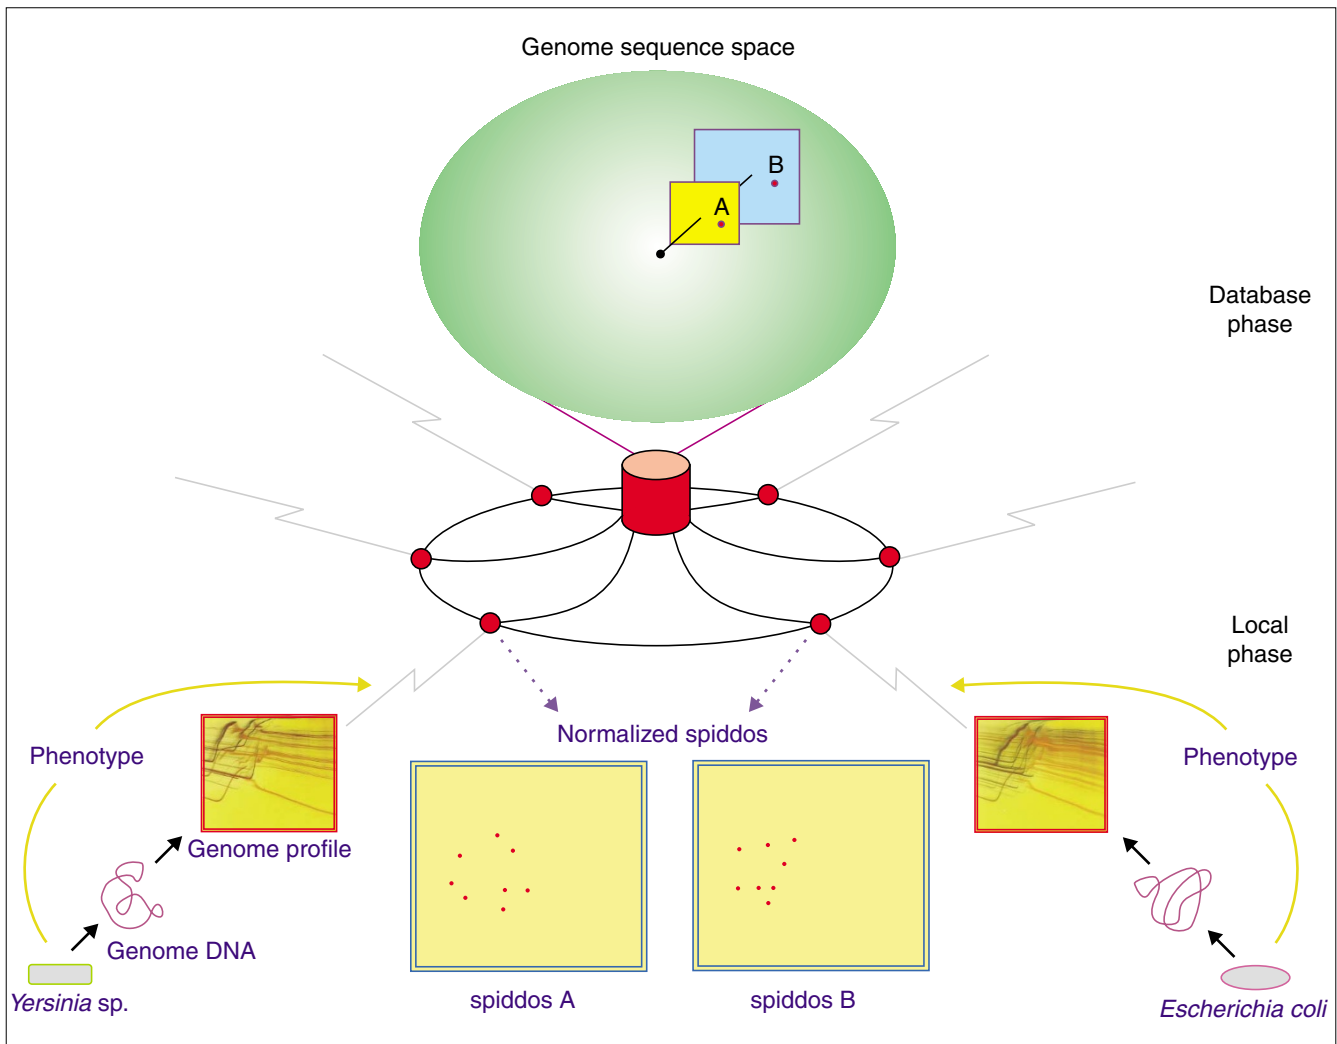 Genome sequence space
B
A
Database
phase
Local
phase
Normalized spiddos
Phenotype
Phenotype
Genome profile
Genome DNA
Yersinia sp.
spiddos A
spiddos B
Escherichia coli